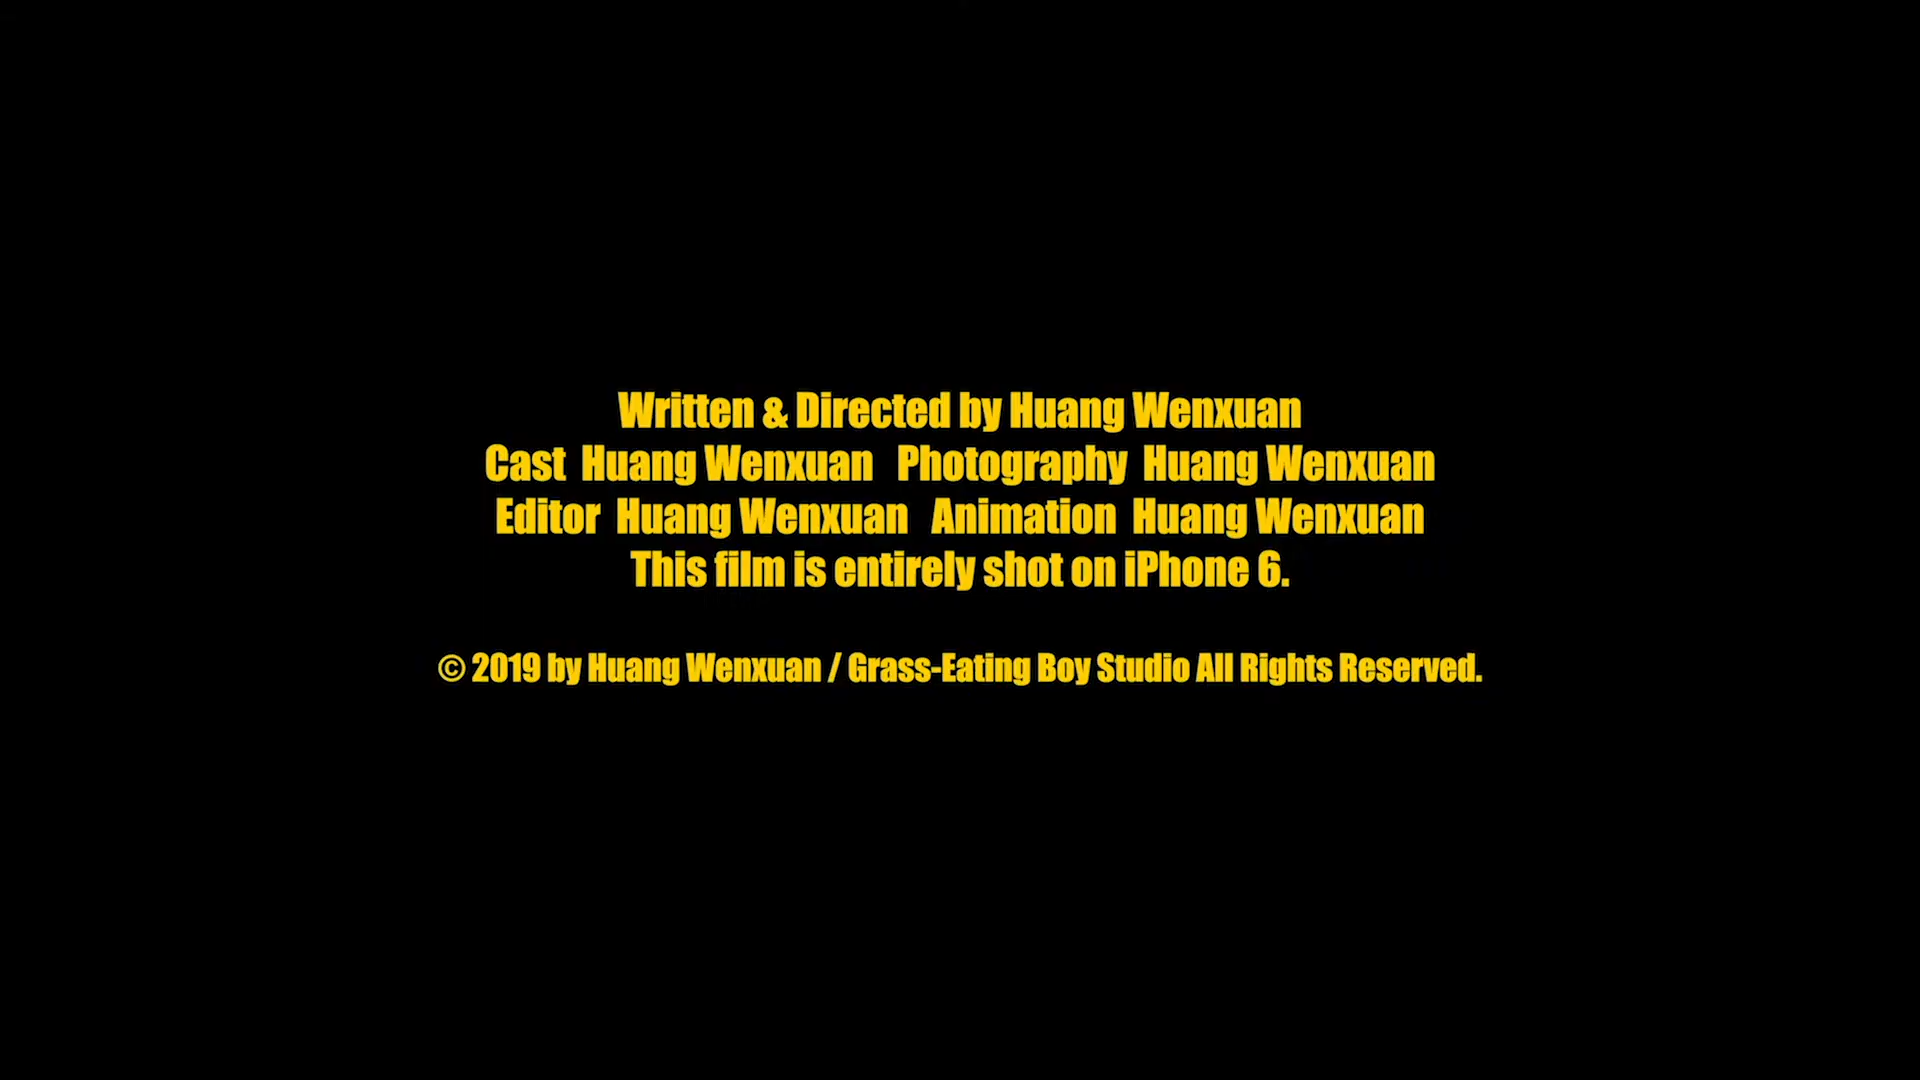 Written & Directed by Huang Wenxuan
Cast Huang Wenxuan Photography Huang Wenxuan
Editor Huang Wenxuan Animation Huang Wenxuan
This film is entirely shot on iPhone 6.
© 2019 by Huang Wenxuan / Grass-Eating Boy Studio All Rights Reserved.